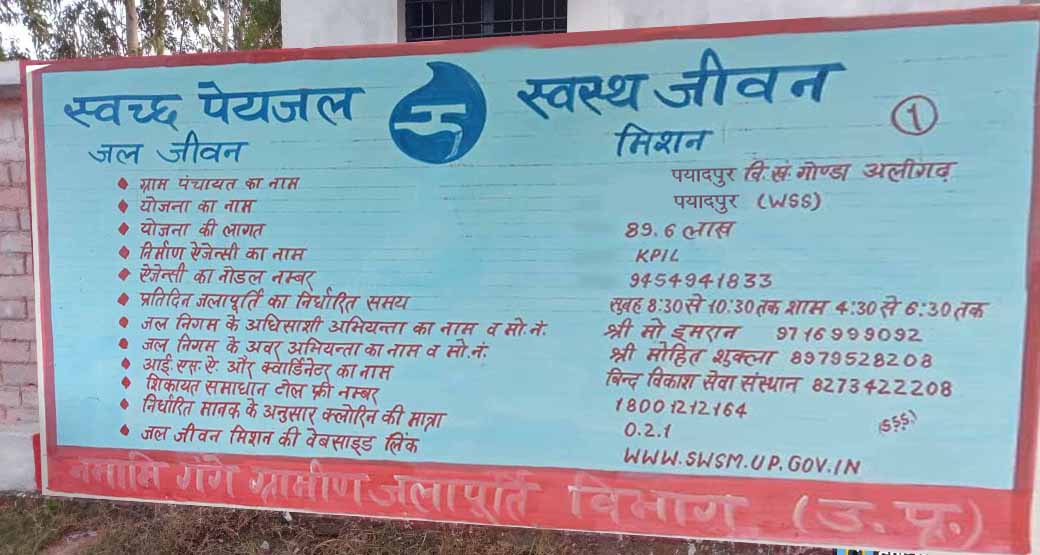 स्वच्छ पेयजल स्वस्थ जीवन
जल जीवन मिशन
1
ग्राम पंचायत का नाम पयादपुर वि.खं. गोण्डा अलीगढ़
योजना का नाम पयादपुर (WSS)
योजना की लागत 89.6 लाख
निर्माण ऐजेन्सी का नाम KPIL
ऐजेन्सी का नोडल नम्बर 9454941833
प्रतिदिन जलापूर्ति का निर्धारित समय सुबह 8:30 से 10:30 तक शाम 4:30 से 6:30 तक
जल निगम के अधिसाशी अभियन्ता का नाम व मो.नं. श्री मो इमरान 9716999092
जल निगम के अवर अभियन्ता का नाम व मो.नं. श्री मोहित शुक्ला 8979528208
आई.एस.ए. और क्वार्डिनेटर का नाम बिन्द विकाश सेवा संस्थान 8273422208
शिकायत समाधान टोल फ्री नम्बर 18001212164
निर्धारित मानक के अनुसार क्लोरिन की मात्रा 0.2.1
जल जीवन मिशन की वेबसाइड लिंक WWW.SWSM.UP.GOV.IN
नमामि गंगे ग्रामीण जलापूर्ति विभाग (उ.प्र.)